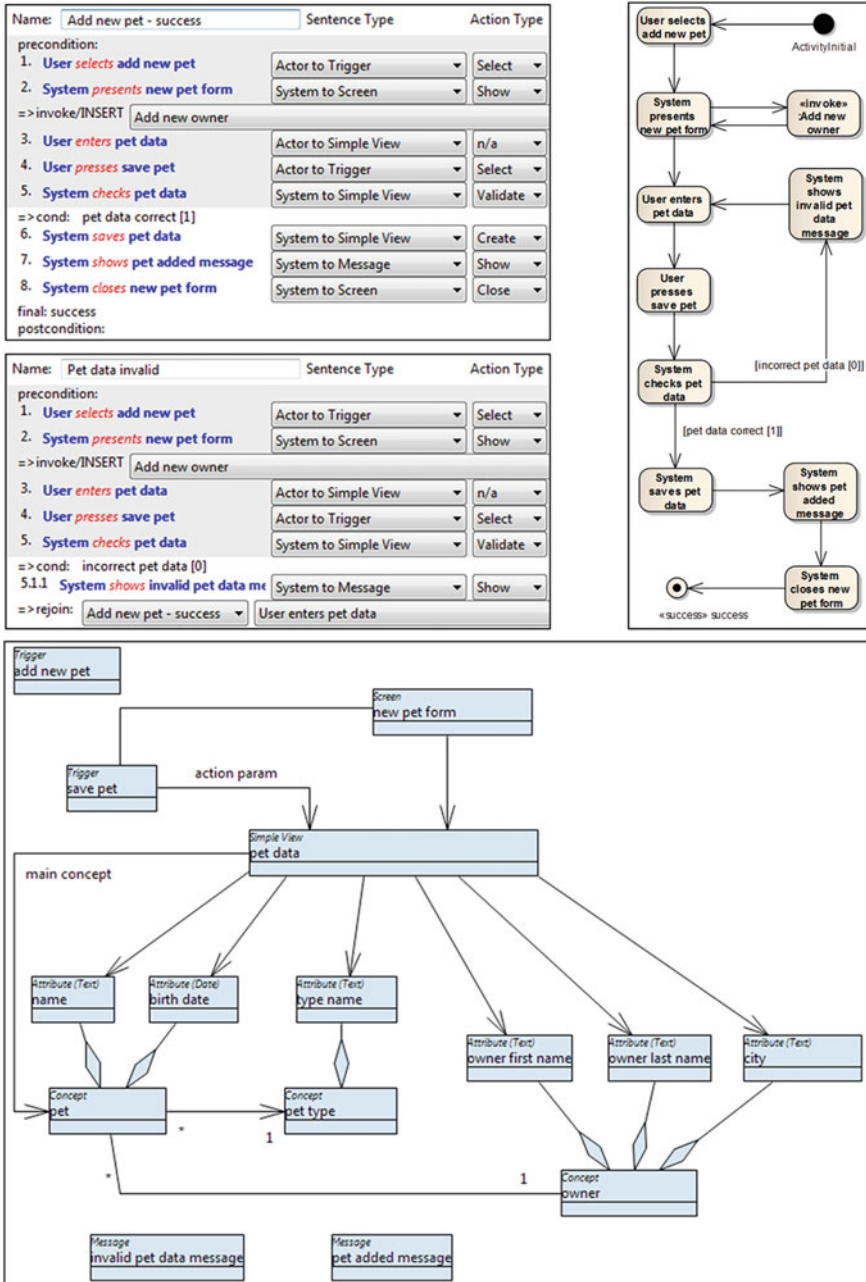 Name: Add new pet - success Sentence Type Action Type
precondition:
1. User selects add new pet Actor to Trigger Select
2. System presents new pet form System to Screen Show
=>invoke/INSERT Add new owner
3. User enters pet data Actor to Simple View n/a
4. User presses save pet Actor to Trigger Select
5. System checks pet data System to Simple View Validate
=>cond: pet data correct [1]
6. System saves pet data System to Simple View Create
7. System shows pet added message System to Message Show
8. System closes new pet form System to Screen Close
final: success
postcondition:
Name: Pet data invalid Sentence Type Action Type
precondition:
1. User selects add new pet Actor to Trigger Select
2. System presents new pet form System to Screen Show
=>invoke/INSERT Add new owner
3. User enters pet data Actor to Simple View n/a
4. User presses save pet Actor to Trigger Select
5. System checks pet data System to Simple View Validate
=>cond: incorrect pet data [0]
5.1.1 System shows invalid pet data me System to Message Show
=>rejoin: Add new pet - success User enters pet data
User selects
add new pet
ActivityInitial
System
presents
new pet form
«invoke»
:Add new
owner
User enters
pet data
System
shows
invalid pet
data
message
User
presses
save pet
System
checks pet
data
[incorrect pet data [0]]
[pet data correct [1]]
System
saves pet
data
System
shows pet
added
message
System
closes new
pet form
«success» success
Trigger
add new pet
Screen
new pet form
Trigger
save pet
action param
Simple View
pet data
main concept
Attribute (Text)
name
Attribute (Date)
birth date
Attribute (Text)
type name
Attribute (Text)
owner first name
Attribute (Text)
owner last name
Attribute (Text)
city
Concept
pet
Concept
pet type
* 1
* 1
Concept
owner
Message
invalid pet data message
Message
pet added message